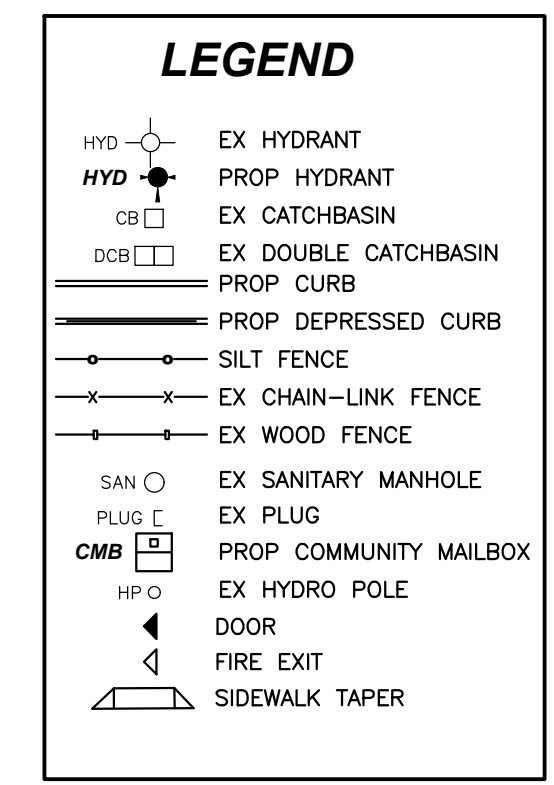 LEGEND
HYD EX HYDRANT
HYD PROP HYDRANT
CB EX CATCHBASIN
DCB EX DOUBLE CATCHBASIN
PROP CURB
PROP DEPRESSED CURB
SILT FENCE
EX CHAIN-LINK FENCE
EX WOOD FENCE
SAN EX SANITARY MANHOLE
PLUG EX PLUG
CMB PROP COMMUNITY MAILBOX
HP EX HYDRO POLE
DOOR
FIRE EXIT
SIDEWALK TAPER